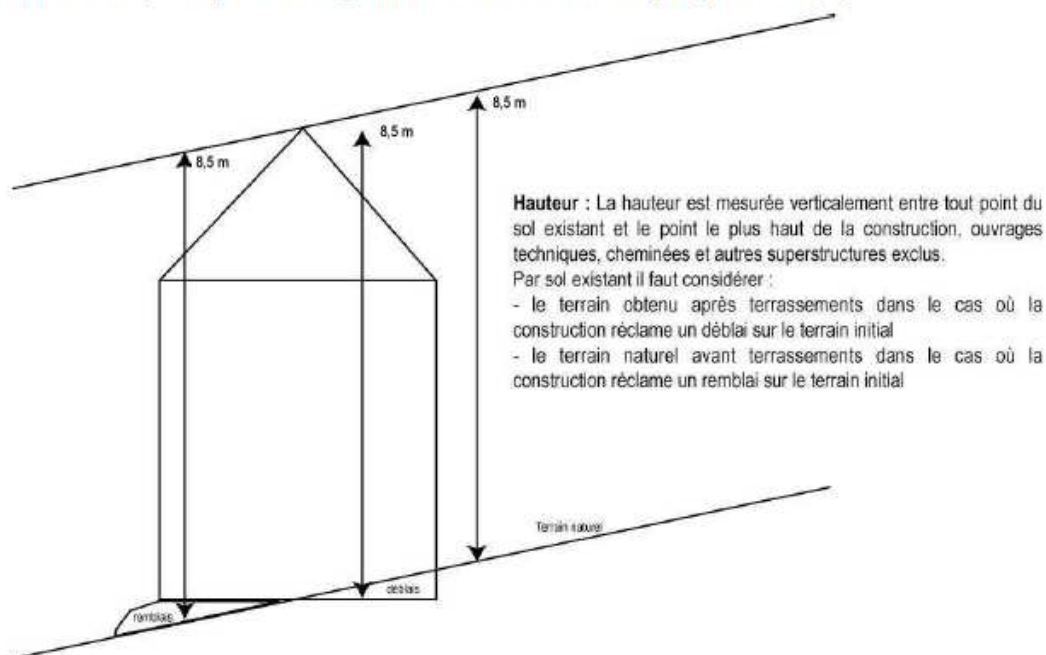 8,5 m
8,5 m
8,5 m
Hauteur : La hauteur est mesurée verticalement entre tout point du
sol existant et le point le plus haut de la construction, ouvrages
techniques, cheminées et autres superstructures exclus.
Par sol existant il faut considérer :
- le terrain obtenu après terrassements dans le cas où la
construction réclame un déblai sur le terrain initial
- le terrain naturel avant terrassements dans le cas où la
construction réclame un remblai sur le terrain initial
Terrain naturel
déblais
remblais